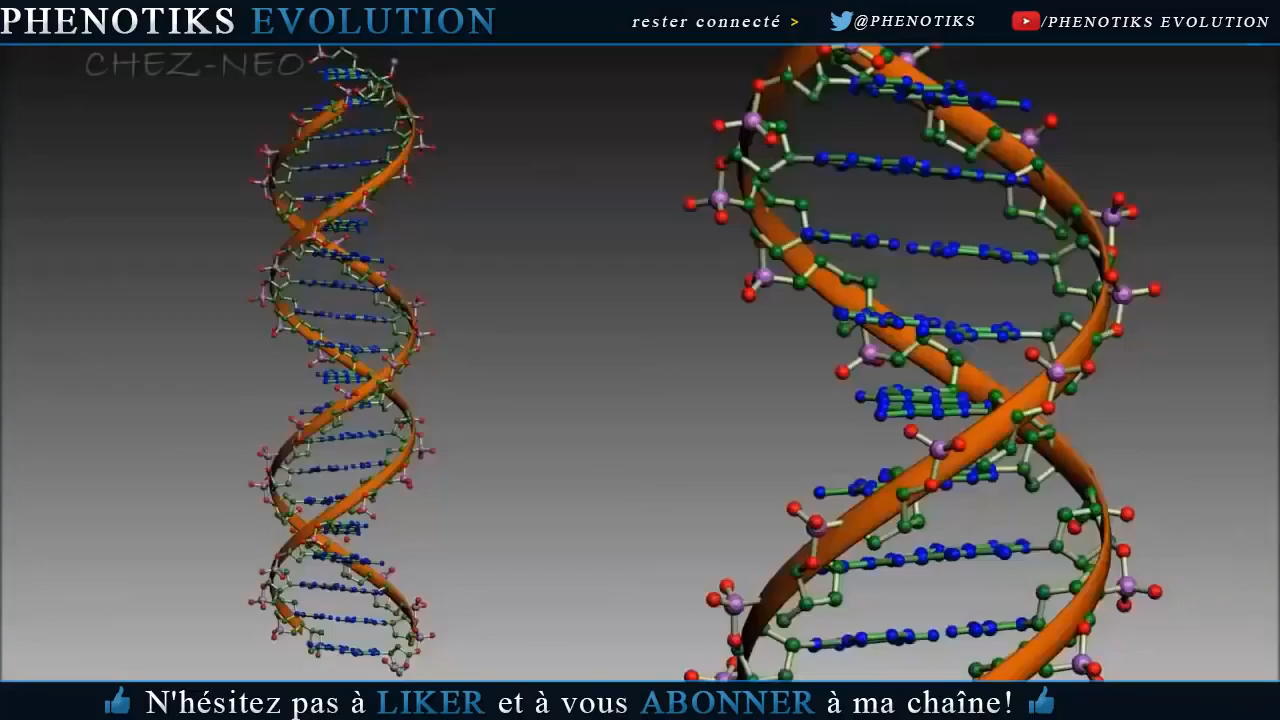 PHENOTIKS EVOLUTION
rester connecté >
@PHENOTIKS
/PHENOTIKS EVOLUTION
CHEZ-NEO
N'hésitez pas à LIKER et à vous ABONNER à ma chaîne!